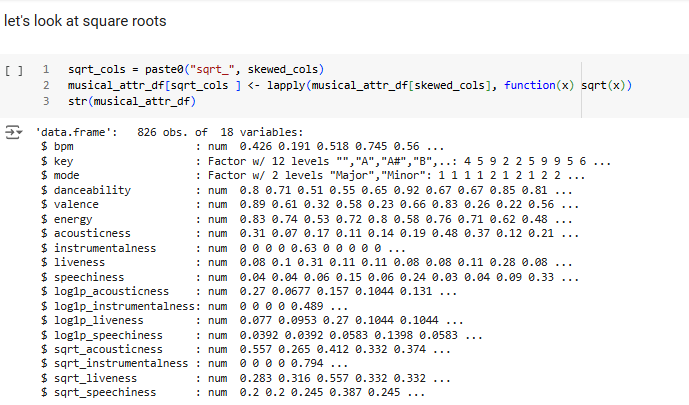 let's look at square roots
[ ] 1 sqrt_cols = paste0("sqrt_", skewed_cols)
2 musical_attr_df[sqrt_cols ] <- lapply(musical_attr_df[skewed_cols], function(x) sqrt(x))
3 str(musical_attr_df)
'data.frame':   826 obs. of  18 variables:
 $ bpm                  : num  0.426 0.191 0.518 0.745 0.56 ...
 $ key                  : Factor w/ 12 levels "","A","A#","B",..: 4 5 9 2 2 5 9 9 5 6 ...
 $ mode                 : Factor w/ 2 levels "Major","Minor": 1 1 1 1 2 1 2 1 2 2 ...
 $ danceability         : num  0.8 0.71 0.51 0.55 0.65 0.92 0.67 0.67 0.85 0.81 ...
 $ valence              : num  0.89 0.61 0.32 0.58 0.23 0.66 0.83 0.26 0.22 0.56 ...
 $ energy               : num  0.83 0.74 0.53 0.72 0.8 0.58 0.76 0.71 0.62 0.48 ...
 $ acousticness         : num  0.31 0.07 0.17 0.11 0.14 0.19 0.48 0.37 0.12 0.21 ...
 $ instrumentalness     : num  0 0 0 0 0.63 0 0 0 0 0 ...
 $ liveness             : num  0.08 0.1 0.31 0.11 0.11 0.08 0.08 0.11 0.28 0.08 ...
 $ speechiness          : num  0.04 0.04 0.06 0.15 0.06 0.24 0.03 0.04 0.09 0.33 ...
 $ log1p_acousticness   : num  0.27 0.0677 0.157 0.1044 0.131 ...
 $ log1p_instrumentalness: num  0 0 0 0 0.489 ...
 $ log1p_liveness       : num  0.077 0.0953 0.27 0.1044 0.1044 ...
 $ log1p_speechiness    : num  0.0392 0.0392 0.0583 0.1398 0.0583 ...
 $ sqrt_acousticness    : num  0.557 0.265 0.412 0.332 0.374 ...
 $ sqrt_instrumentalness : num  0 0 0 0 0.794 ...
 $ sqrt_liveness        : num  0.283 0.316 0.557 0.332 0.332 ...
 $ sqrt_speechiness     : num  0.2 0.2 0.245 0.387 0.245 ...